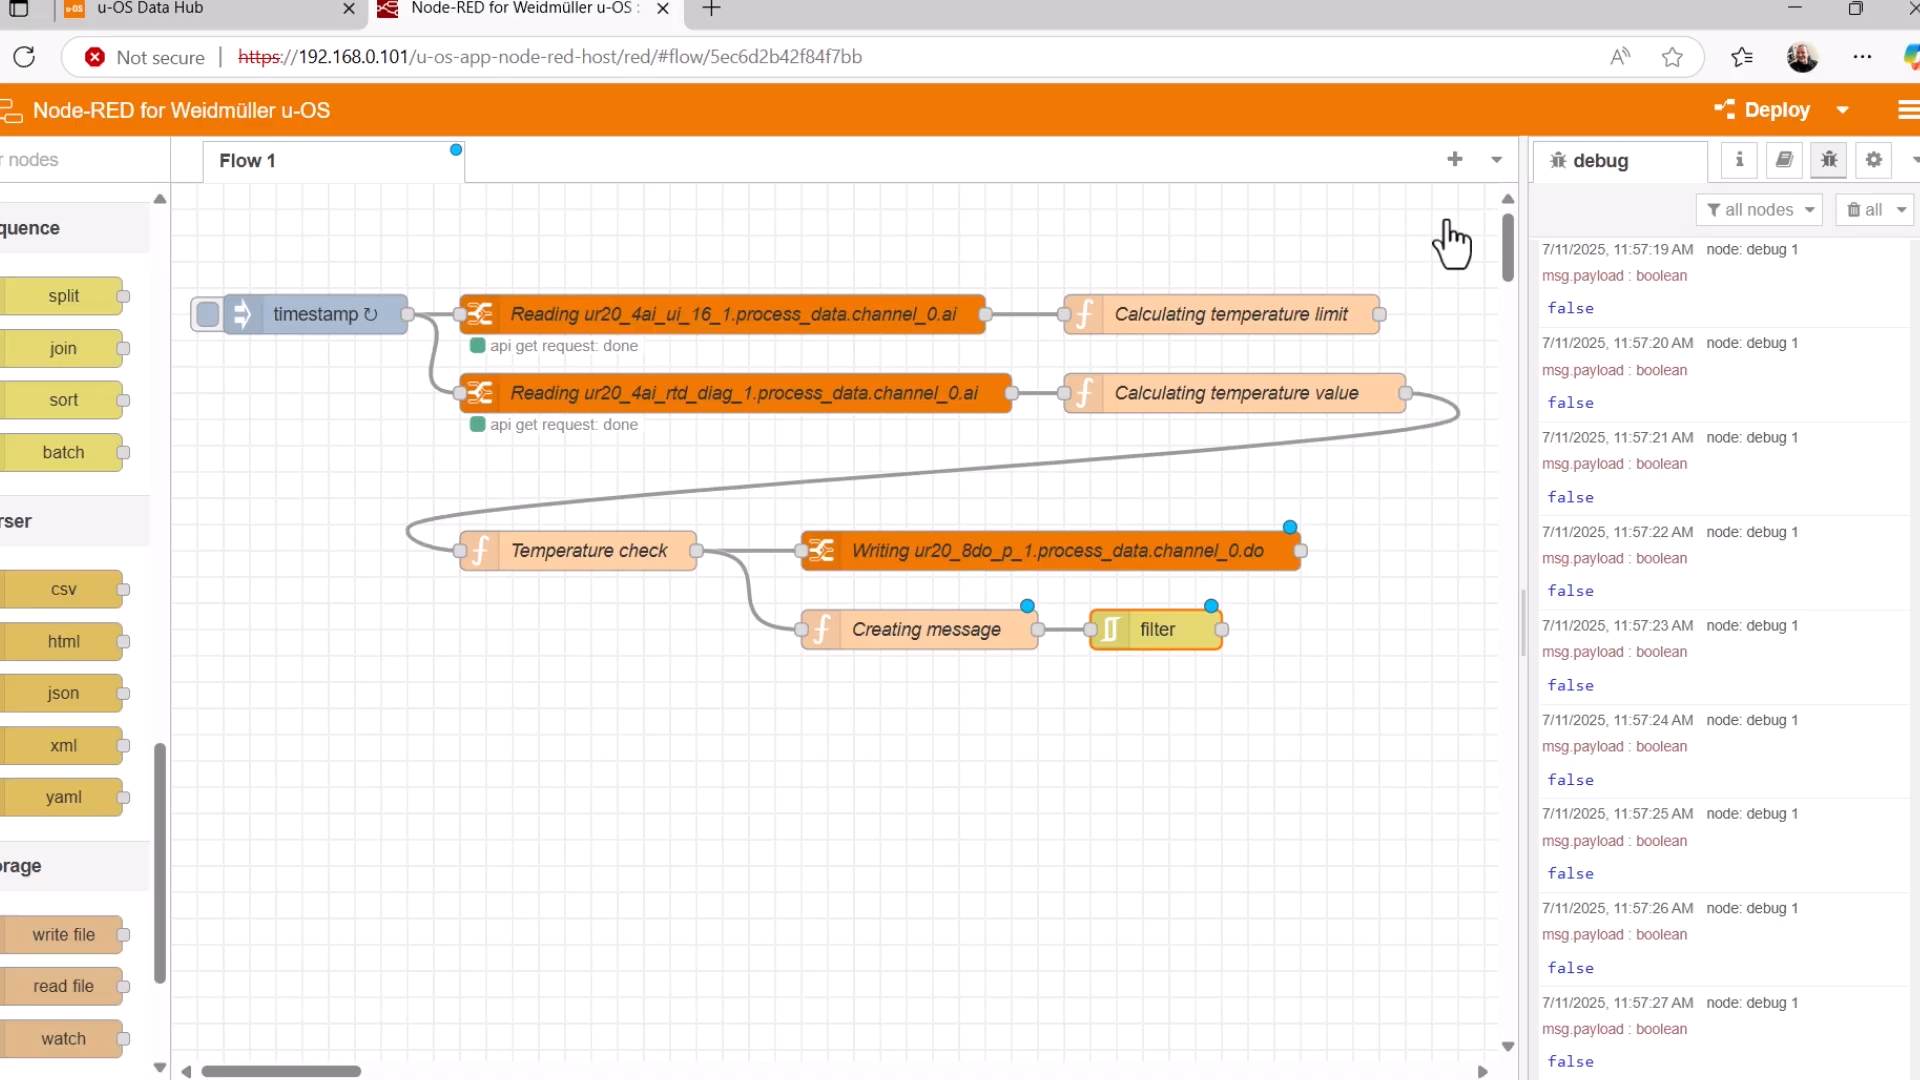 u-OS Data Hub
Node-RED for Weidmüller u-OS :
Not secure
https://192.168.0.101/u-os-app-node-red-host/red/#flow/5ec6d2b42f84f7bb
Node-RED for Weidmüller u-OS
Deploy
r nodes
Flow 1
debug
all nodes
all
quence
split
join
sort
batch
rser
csv
html
json
xml
yaml
orage
write file
read file
watch
timestamp ↻
Reading ur20_4ai_ui_16_1.process_data.channel_0.ai
Calculating temperature limit
api get request: done
Reading ur20_4ai_rtd_diag_1.process_data.channel_0.ai
Calculating temperature value
api get request: done
Temperature check
Writing ur20_8do_p_1.process_data.channel_0.do
Creating message
filter
7/11/2025, 11:57:19 AM node: debug 1
msg.payload : boolean
false
7/11/2025, 11:57:20 AM node: debug 1
msg.payload : boolean
false
7/11/2025, 11:57:21 AM node: debug 1
msg.payload : boolean
false
7/11/2025, 11:57:22 AM node: debug 1
msg.payload : boolean
false
7/11/2025, 11:57:23 AM node: debug 1
msg.payload : boolean
false
7/11/2025, 11:57:24 AM node: debug 1
msg.payload : boolean
false
7/11/2025, 11:57:25 AM node: debug 1
msg.payload : boolean
false
7/11/2025, 11:57:26 AM node: debug 1
msg.payload : boolean
false
7/11/2025, 11:57:27 AM node: debug 1
msg.payload : boolean
false